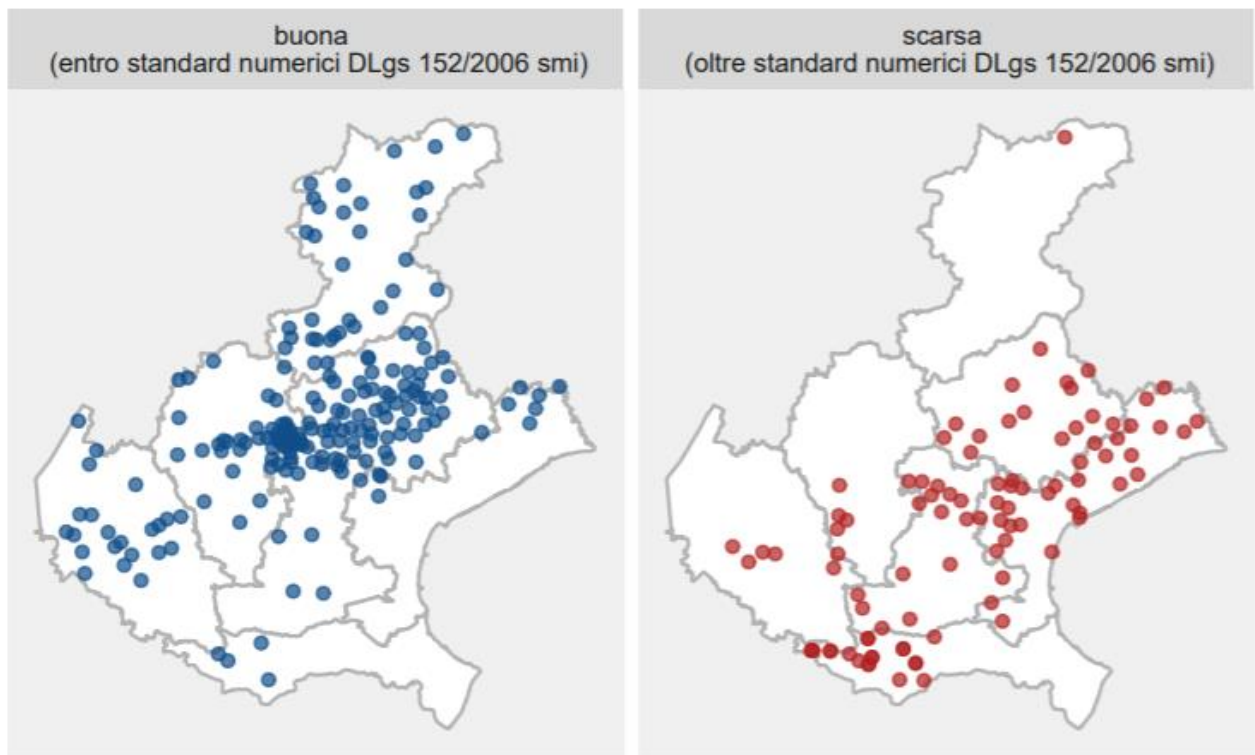 buona
(entro standard numerici DLgs 152/2006 smi)
scarsa
(oltre standard numerici DLgs 152/2006 smi)